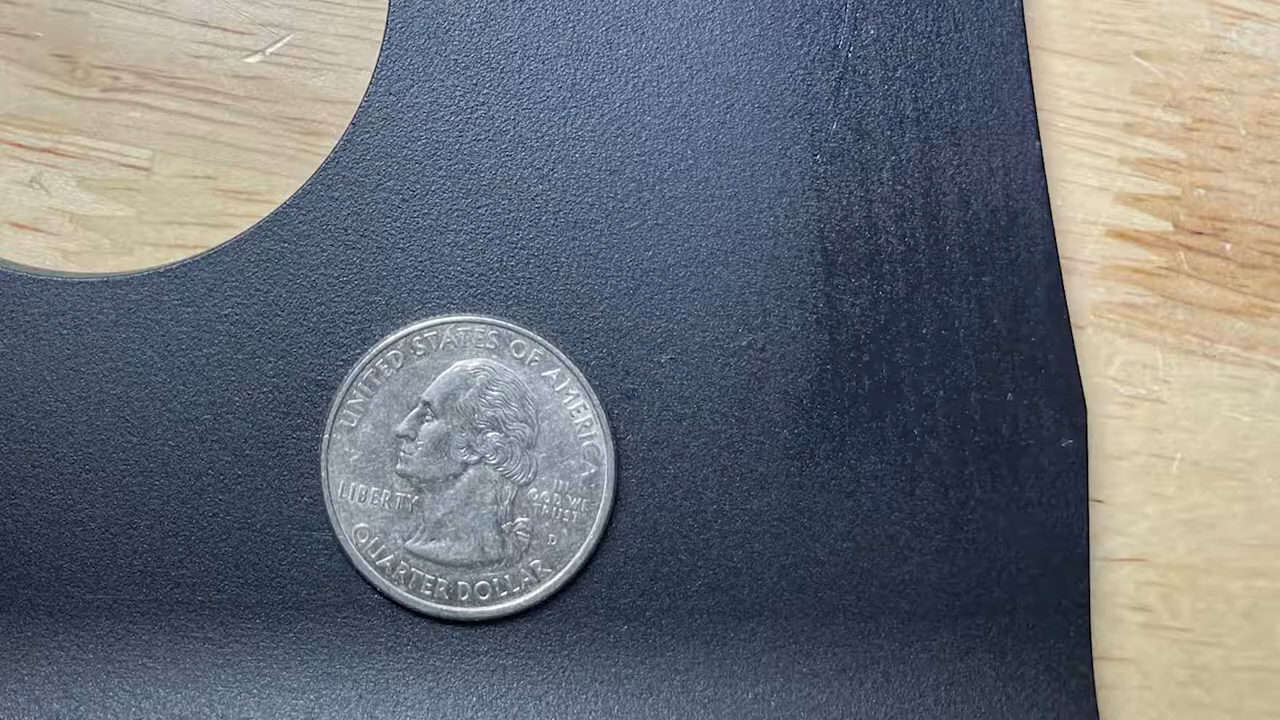 UNITED STATES OF AMERICA
LIBERTY
IN
GOD WE
TRUST
D
QUARTER DOLLAR